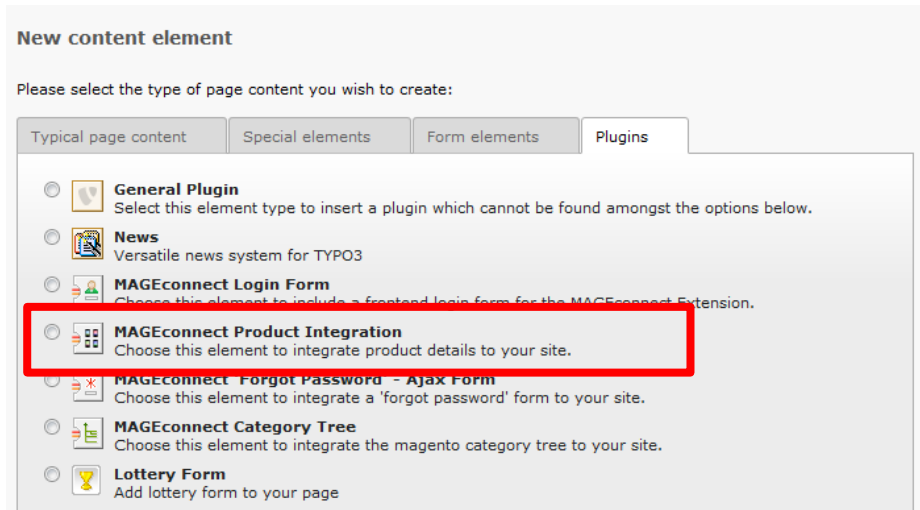 New content element
Please select the type of page content you wish to create:
Typical page content Special elements Form elements Plugins
General Plugin
Select this element type to insert a plugin which cannot be found amongst the options below.
News
Versatile news system for TYPO3
MAGEconnect Login Form
Choose this element to include a frontend login form for the MAGEconnect Extension.
MAGEconnect Product Integration
Choose this element to integrate product details to your site.
MAGEconnect 'Forgot Password' - Ajax Form
Choose this element to integrate a 'forgot password' form to your site.
MAGEconnect Category Tree
Choose this element to integrate the magento category tree to your site.
Lottery Form
Add lottery form to your page